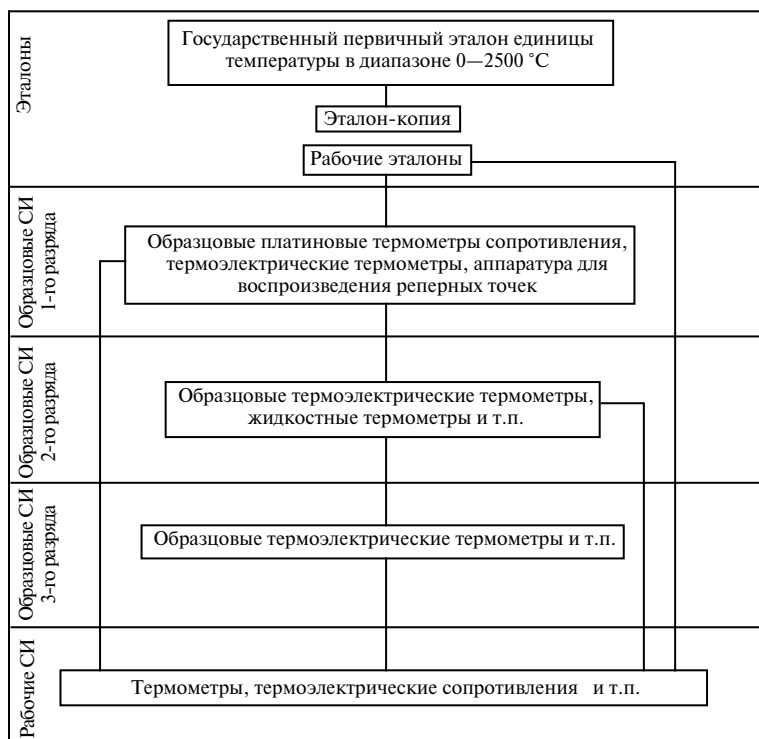 Эталоны
Государственный первичный эталон единицы
температуры в диапазоне 0—2500 ˚C
Эталон-копия
Рабочие эталоны
Образцовые СИ
1-го разряда
Образцовые платиновые термометры сопротивления,
термоэлектрические термометры, аппаратура для
воспроизведения реперных точек
Образцовые СИ
2-го разряда
Образцовые термоэлектрические термометры,
жидкостные термометры и т.п.
Образцовые СИ
3-го разряда
Образцовые термоэлектрические термометры и т.п.
Рабочие СИ
Термометры, термоэлектрические сопротивления и т.п.